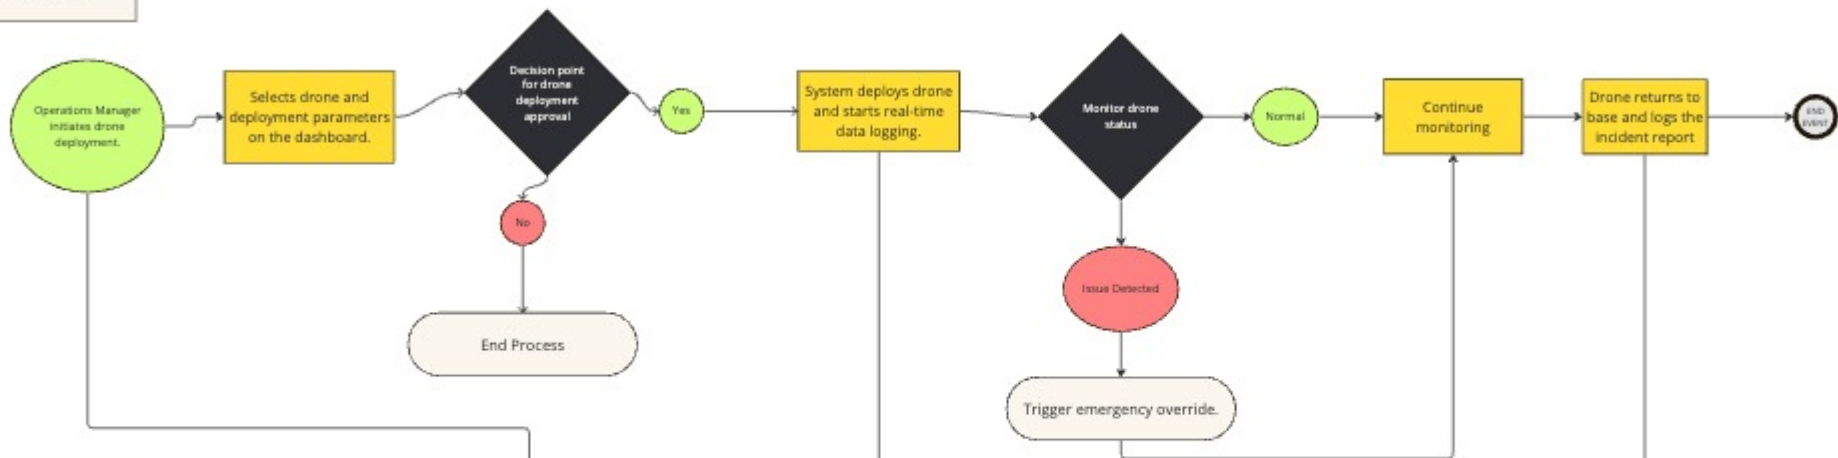 Operations Manager
initiates drone
deployment.
Selects drone and
deployment parameters
on the dashboard.
Decision point
for drone
deployment
approval
Yes
No
End Process
System deploys drone
and starts real-time
data logging.
Monitor drone
status
Normal
Issue Detected
Trigger emergency override.
Continue
monitoring
Drone returns to
base and logs the
incident report
END
EVENT